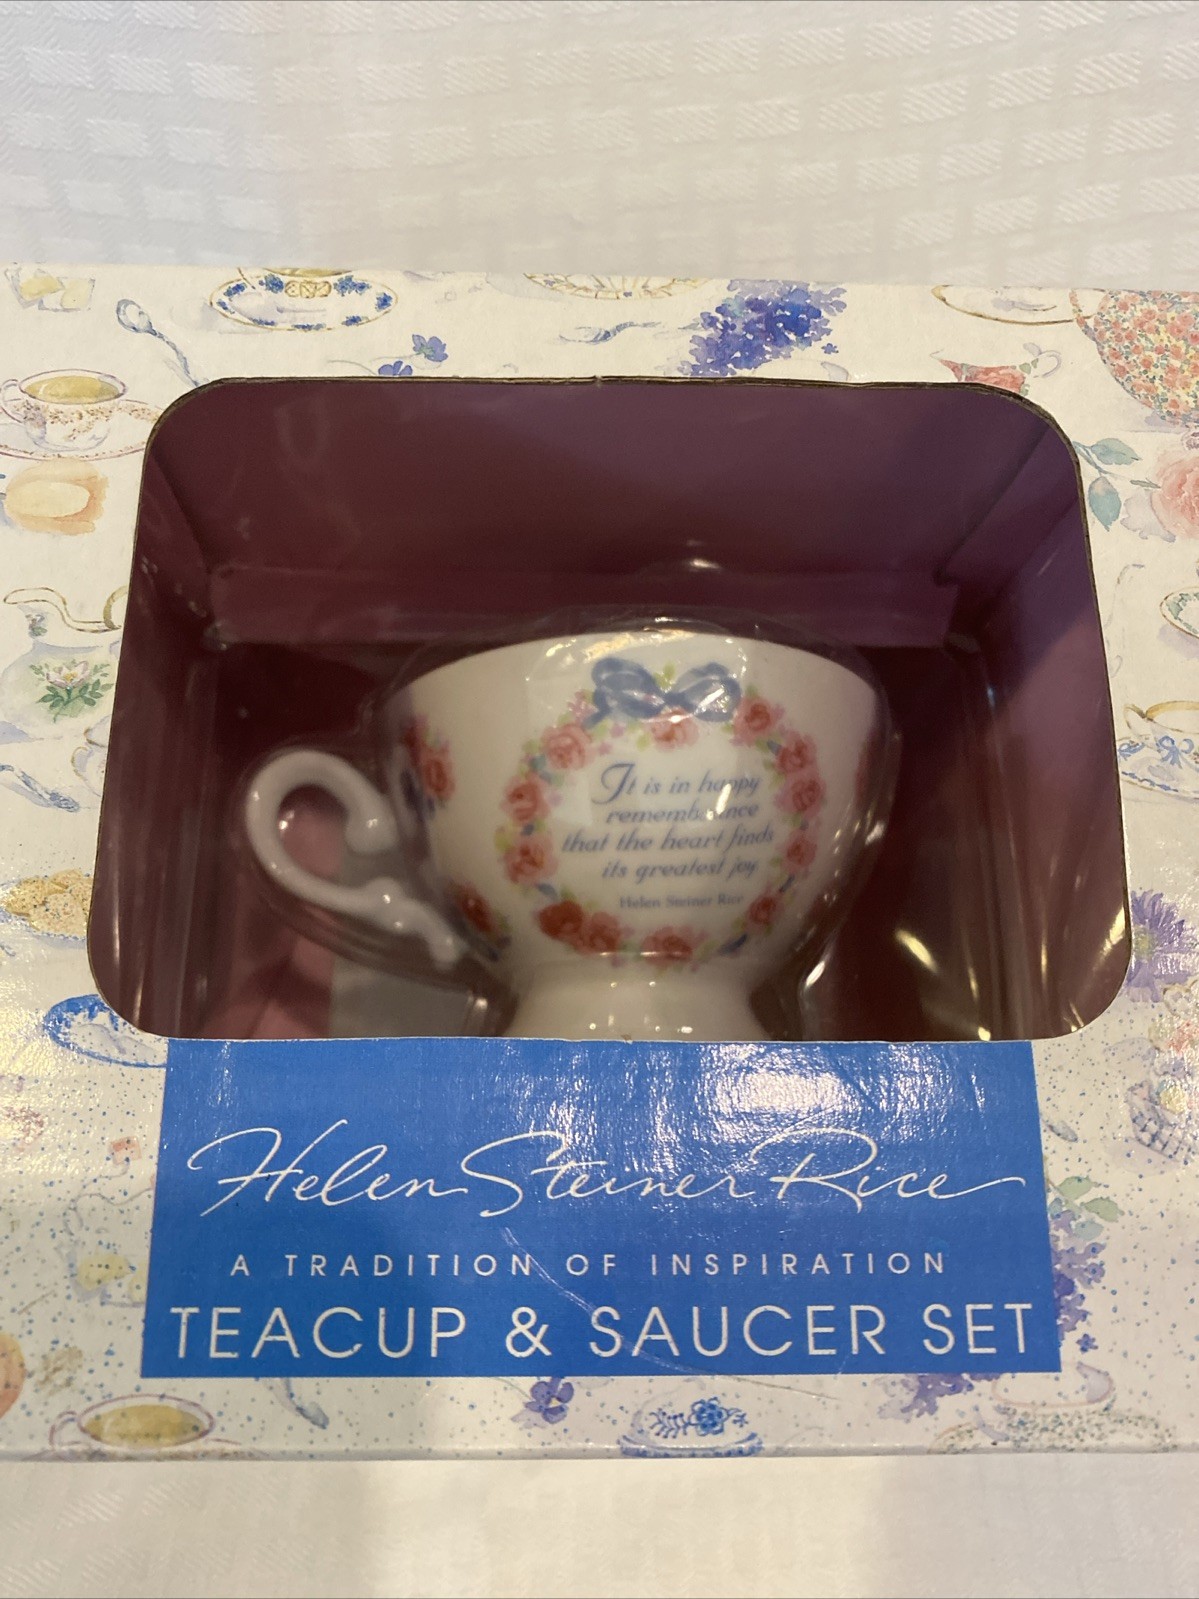 It is in happy
remembrance
that the heart finds
its greatest joy
Helen Steiner Rice
Helen Steiner Rice
A TRADITION OF INSPIRATION
TEACUP & SAUCER SET